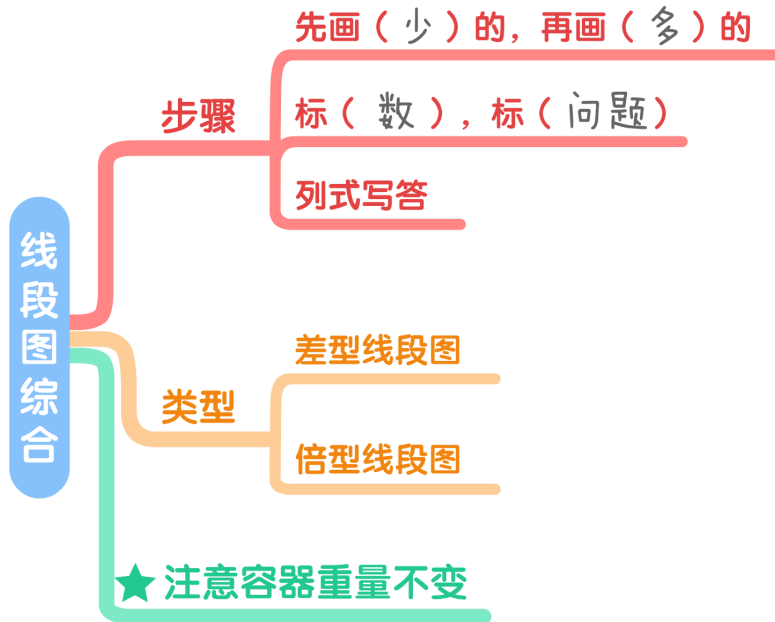 线段图综合
步骤
先画（少）的，再画（多）的
标（数），标（问题）
列式写答
类型
差型线段图
倍型线段图
★注意容器重量不变